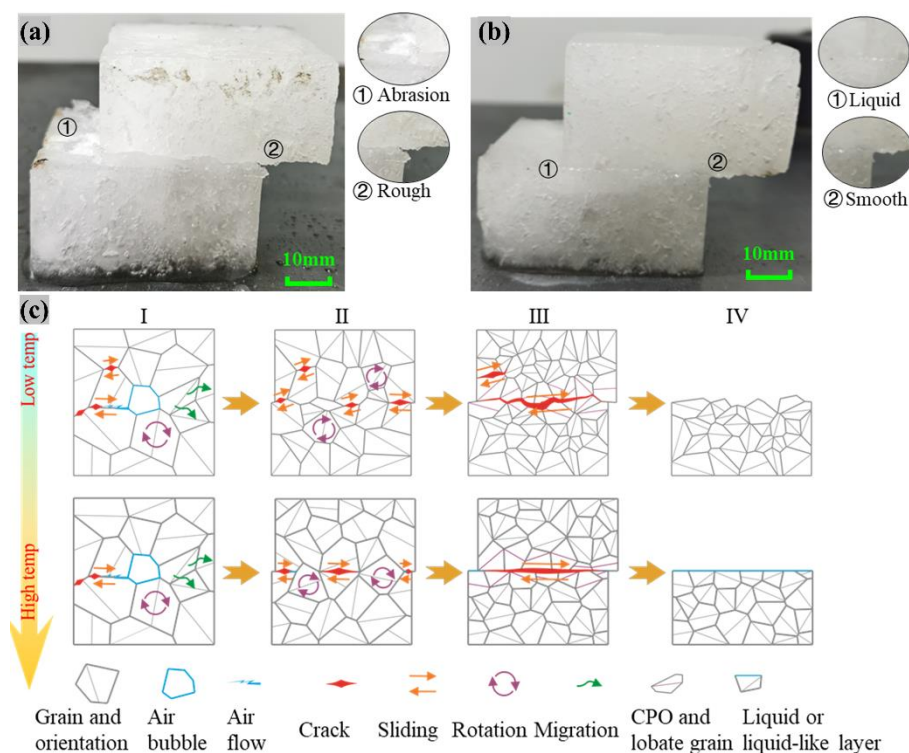 (a)
①
②
10mm
① Abrasion
② Rough
(b)
①
②
10mm
① Liquid
② Smooth
(c)
I II III IV
Low temp
High temp
Grain and orientation
Air bubble
Air flow
Crack
Sliding
Rotation
Migration
CPO and lobate grain
Liquid or liquid-like layer